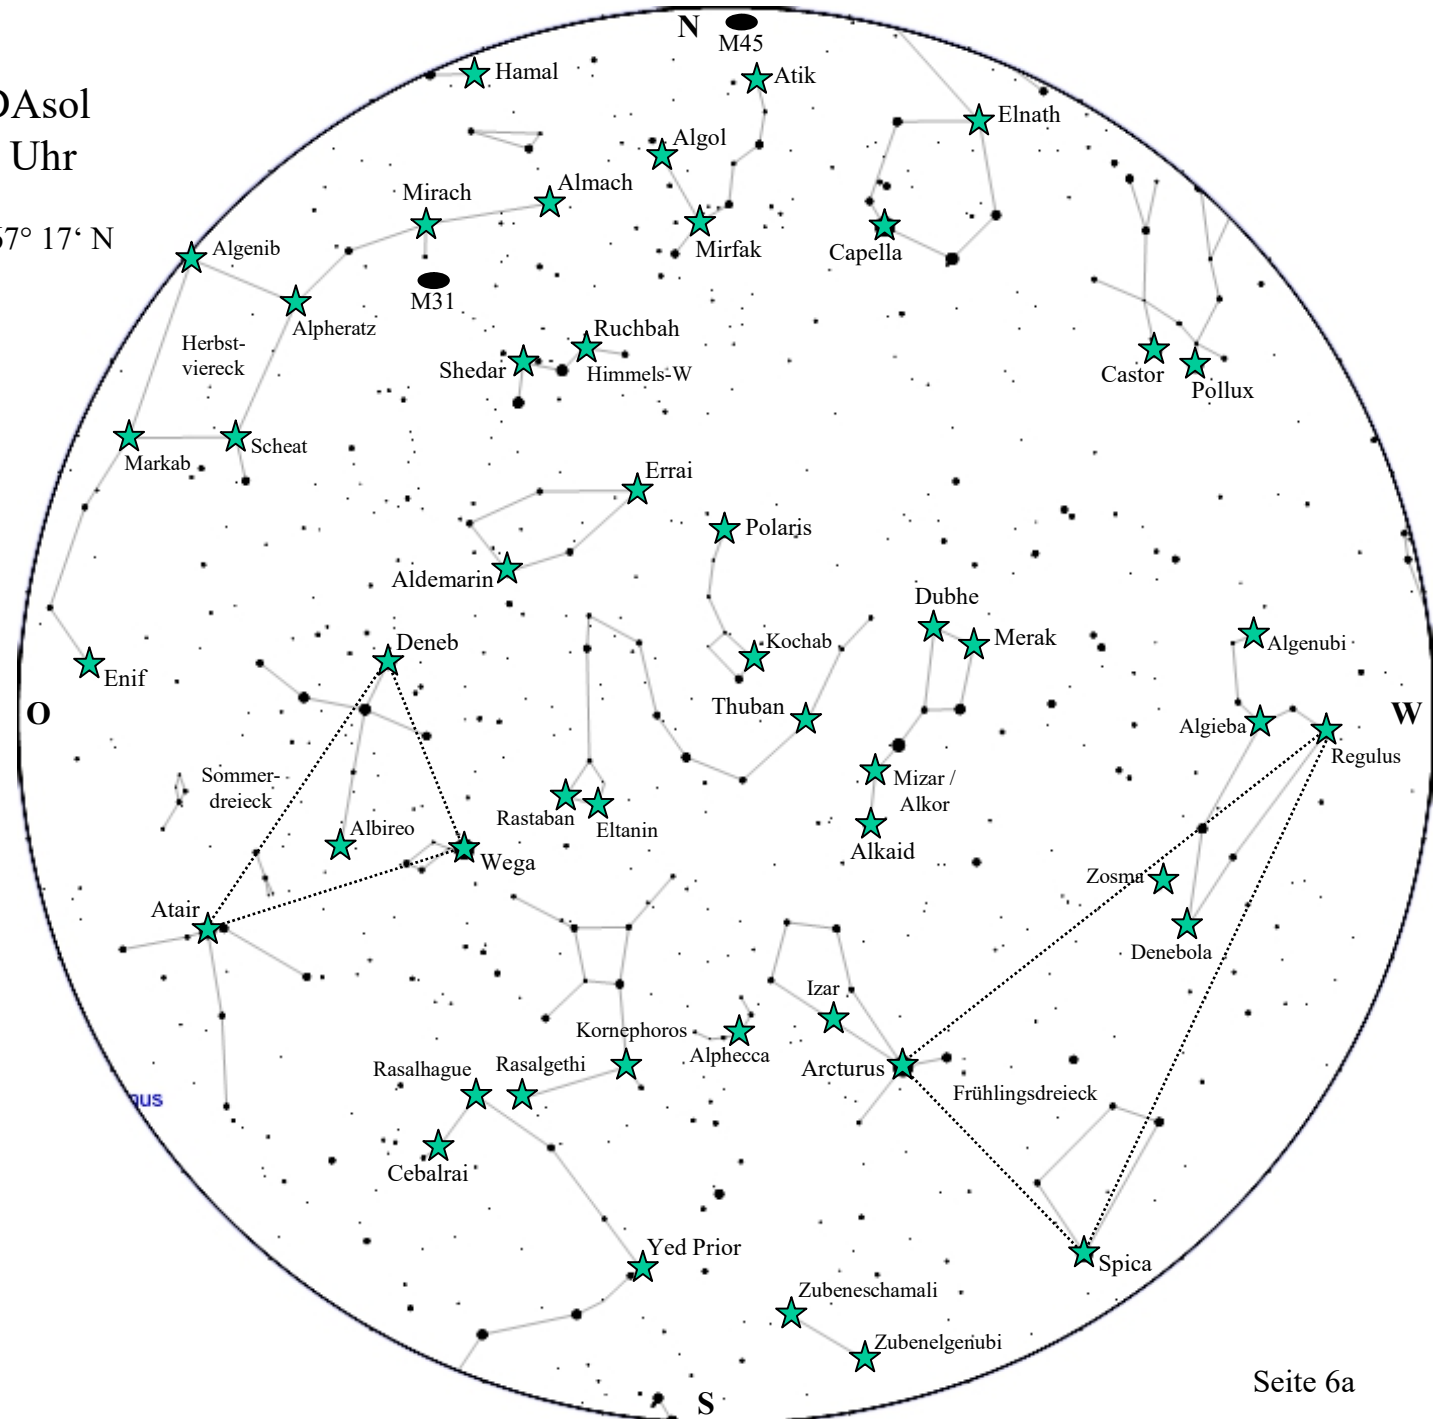 N
M45
Hamal
Atik
DAsol
Elnath
Uhr
Algol
Almach
Mirach
57° 17‘ N
Algenib
Mirfak
Capella
M31
Alpheratz
Ruchbah
Herbst-
viereck
Shedar
Himmels-W
Castor
Pollux
Scheat
Markab
Errai
Polaris
Aldemarin
Dubhe
Deneb
Kochab
Merak
Algenubi
Enif
Thuban
O
W
Algieba
Regulus
Sommer-
dreieck
Mizar /
Alkor
Rastaban
Eltanin
Albireo
Alkaid
Wega
Zosma
Atair
Denebola
Izar
Kornephoros
Alphecca
Arcturus
Rasalhague
Rasalgethi
Frühlingsdreieck
nus
Cebalrai
Yed Prior
Spica
Zubeneschamali
Zubenelgenubi
Seite 6a
S